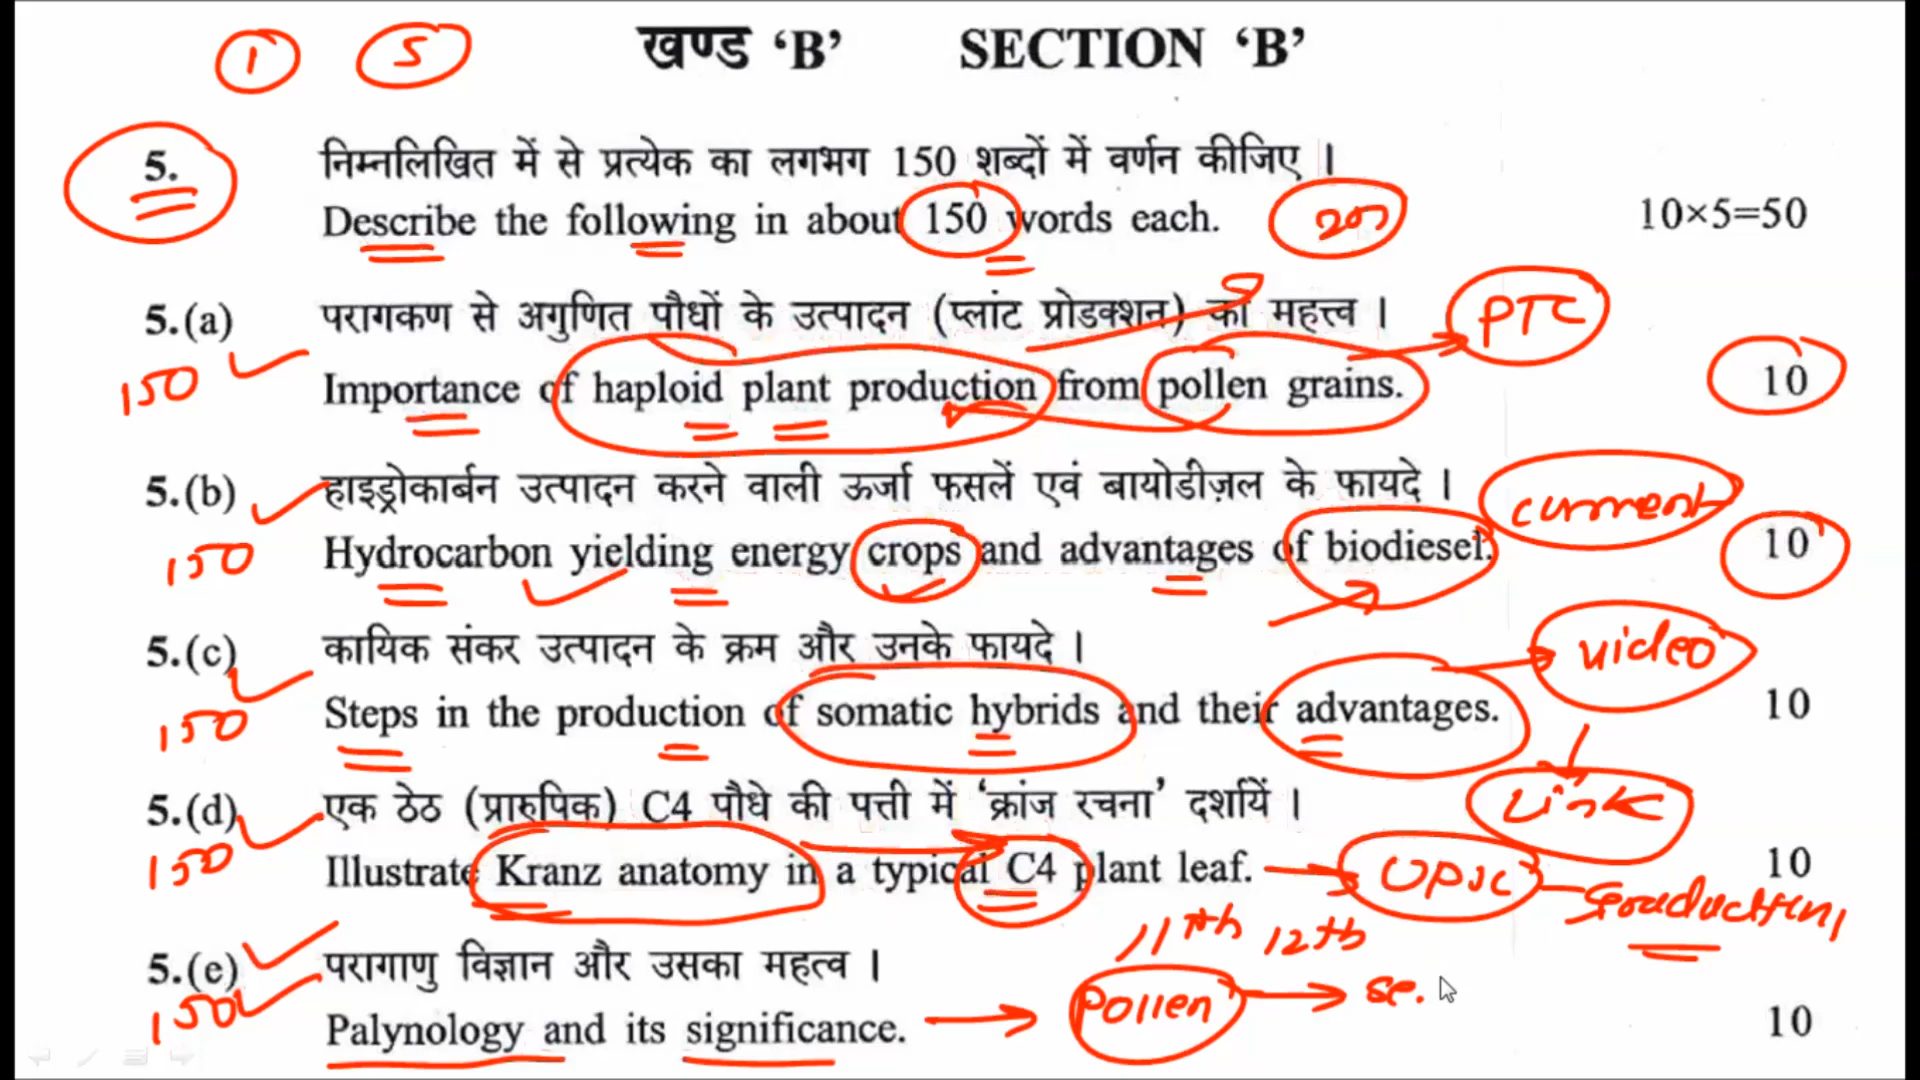 1 5 खण्ड ‘B’ SECTION ‘B’
5. निम्नलिखित में से प्रत्येक का लगभग 150 शब्दों में वर्णन कीजिए ।
Describe the following in about 150 words each. 10×5=50
5.(a) परागकण से अगुणित पौधों के उत्पादन (प्लांट प्रोडक्शन) का महत्त्व । PTC
150 Importance of haploid plant production from pollen grains. 10
5.(b) हाइड्रोकार्बन उत्पादन करने वाली ऊर्जा फसलें एवं बायोडीज़ल के फायदे । current
150 Hydrocarbon yielding energy crops and advantages of biodiesel. 10
5.(c) कायिक संकर उत्पादन के क्रम और उनके फायदे । video
150 Steps in the production of somatic hybrids and their advantages. 10
5.(d) एक ठेठ (प्रारुपिक) C4 पौधे की पत्ती में ‘क्रांज रचना’ दर्शायें । Link
150 Illustrate Kranz anatomy in a typical C4 plant leaf. UPSC 10
11th 12th
5.(e) परागाणु विज्ञान और उसका महत्व ।
150 Palynology and its significance. Pollen se. 10